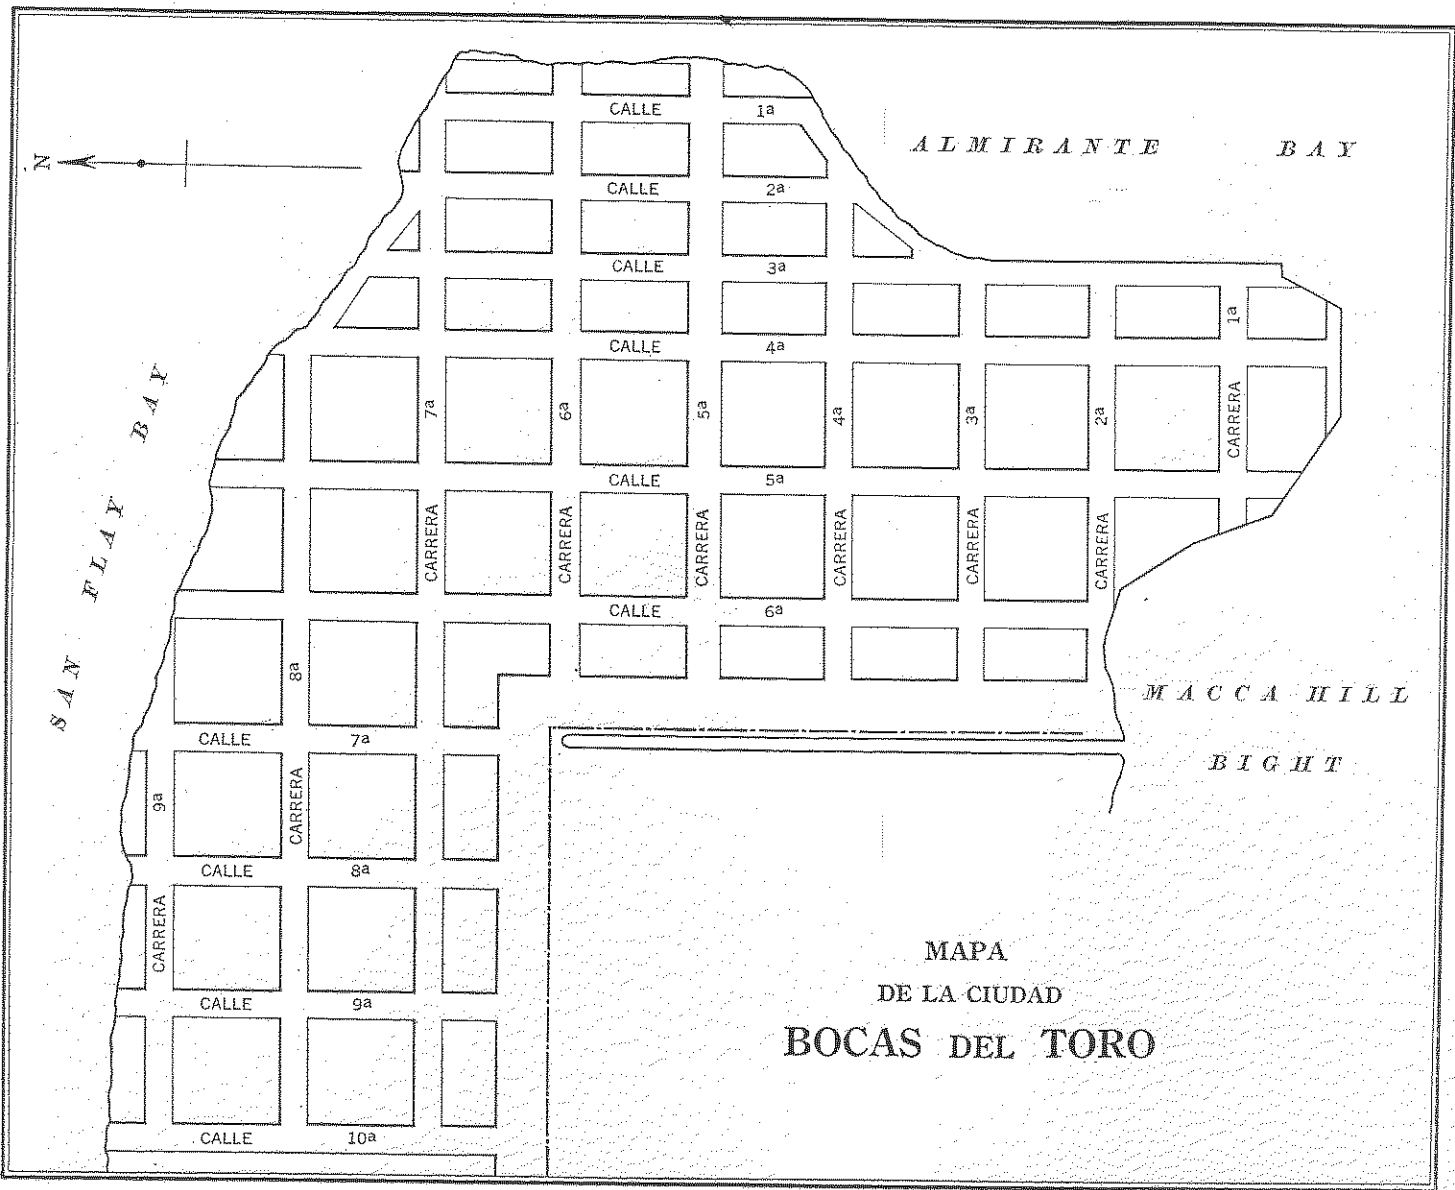 N
CALLE 1a
ALMIRANTE BAY
CALLE 2a
CALLE 3a
1a
CALLE 4a
SAN FLAY BAY
7a
6a
5a
4a
3a
2a
CARRERA
CALLE 5a
CARRERA
CARRERA
CARRERA
CARRERA
CARRERA
CARRERA
CALLE 6a
8a
MACCA HILL
BIGHT
CALLE 7a
9a
CARRERA
CALLE 8a
CARRERA
CALLE 9a
CALLE 10a
MAPA
DE LA CIUDAD
BOCAS DEL TORO